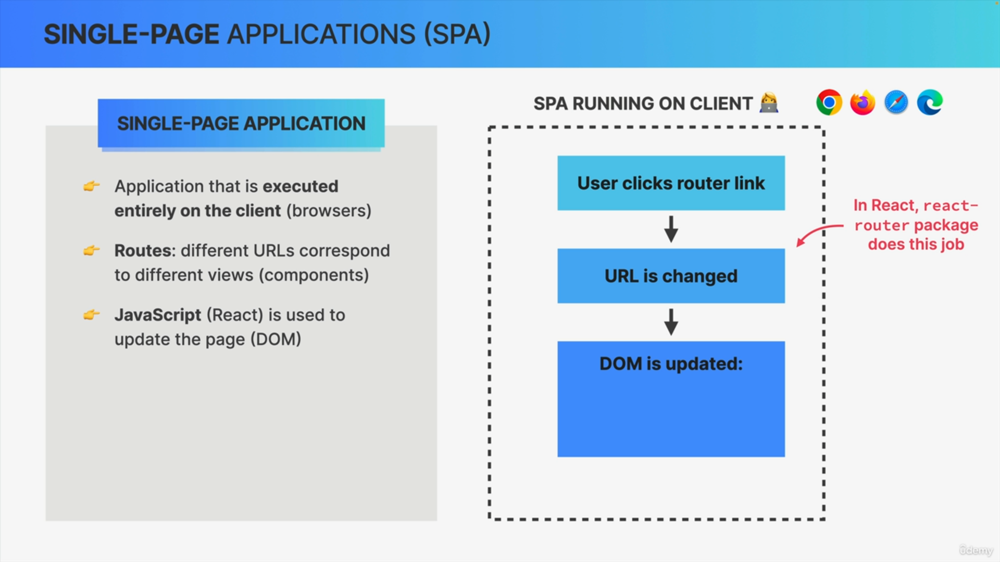 SINGLE-PAGE APPLICATIONS (SPA)
SINGLE-PAGE APPLICATION
Application that is executed
entirely on the client (browsers)
Routes: different URLs correspond
to different views (components)
JavaScript (React) is used to
update the page (DOM)
SPA RUNNING ON CLIENT
User clicks router link
URL is changed
DOM is updated:
In React, react-
router package
does this job
ûdemy